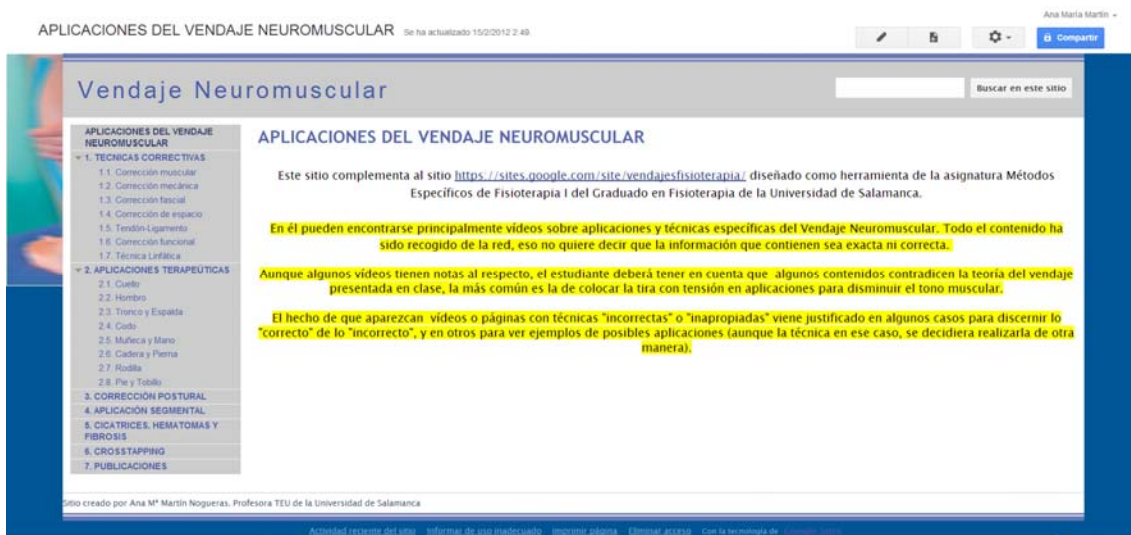 Ana María Martín
APLICACIONES DEL VENDAJE NEUROMUSCULAR Se ha actualizado 15/2/2012 2:49
Compartir
Vendaje Neuromuscular
Buscar en este sitio
APLICACIONES DEL VENDAJE
NEUROMUSCULAR
1. TECNICAS CORRECTIVAS
1.1. Corrección muscular
1.2. Corrección mecánica
1.3. Corrección fascial
1.4. Corrección de espacio
1.5. Tendón-Ligamento
1.6. Corrección funcional
1.7. Técnica Linfática
2. APLICACIONES TERAPEÚTICAS
2.1. Cuello
2.2. Hombro
2.3. Tronco y Espalda
2.4. Codo
2.5. Muñeca y Mano
2.6. Cadera y Pierna
2.7. Rodilla
2.8. Pie y Tobillo
3. CORRECCIÓN POSTURAL
4. APLICACIÓN SEGMENTAL
5. CICATRICES, HEMATOMAS Y
FIBROSIS
6. CROSSTAPPING
7. PUBLICACIONES
APLICACIONES DEL VENDAJE NEUROMUSCULAR
Este sitio complementa al sitio https://sites.google.com/site/vendajesfisioterapia/ diseñado como herramienta de la asignatura Métodos
Específicos de Fisioterapia I del Graduado en Fisioterapia de la Universidad de Salamanca.
En él pueden encontrarse principalmente vídeos sobre aplicaciones y técnicas específicas del Vendaje Neuromuscular. Todo el contenido ha
sido recogido de la red, eso no quiere decir que la información que contienen sea exacta ni correcta.
Aunque algunos vídeos tienen notas al respecto, el estudiante deberá tener en cuenta que algunos contenidos contradicen la teoría del vendaje
presentada en clase, la más común es la de colocar la tira con tensión en aplicaciones para disminuir el tono muscular.
El hecho de que aparezcan vídeos o páginas con técnicas "incorrectas" o "inapropiadas" viene justificado en algunos casos para discernir lo
"correcto" de lo "incorrecto", y en otros para ver ejemplos de posibles aplicaciones (aunque la técnica en ese caso, se decidiera realizarla de otra
manera).
Sitio creado por Ana Mª Martín Nogueras. Profesora TEU de la Universidad de Salamanca
Actividad reciente del sitio Informar de uso inadecuado Imprimir página Eliminar acceso Con la tecnología de